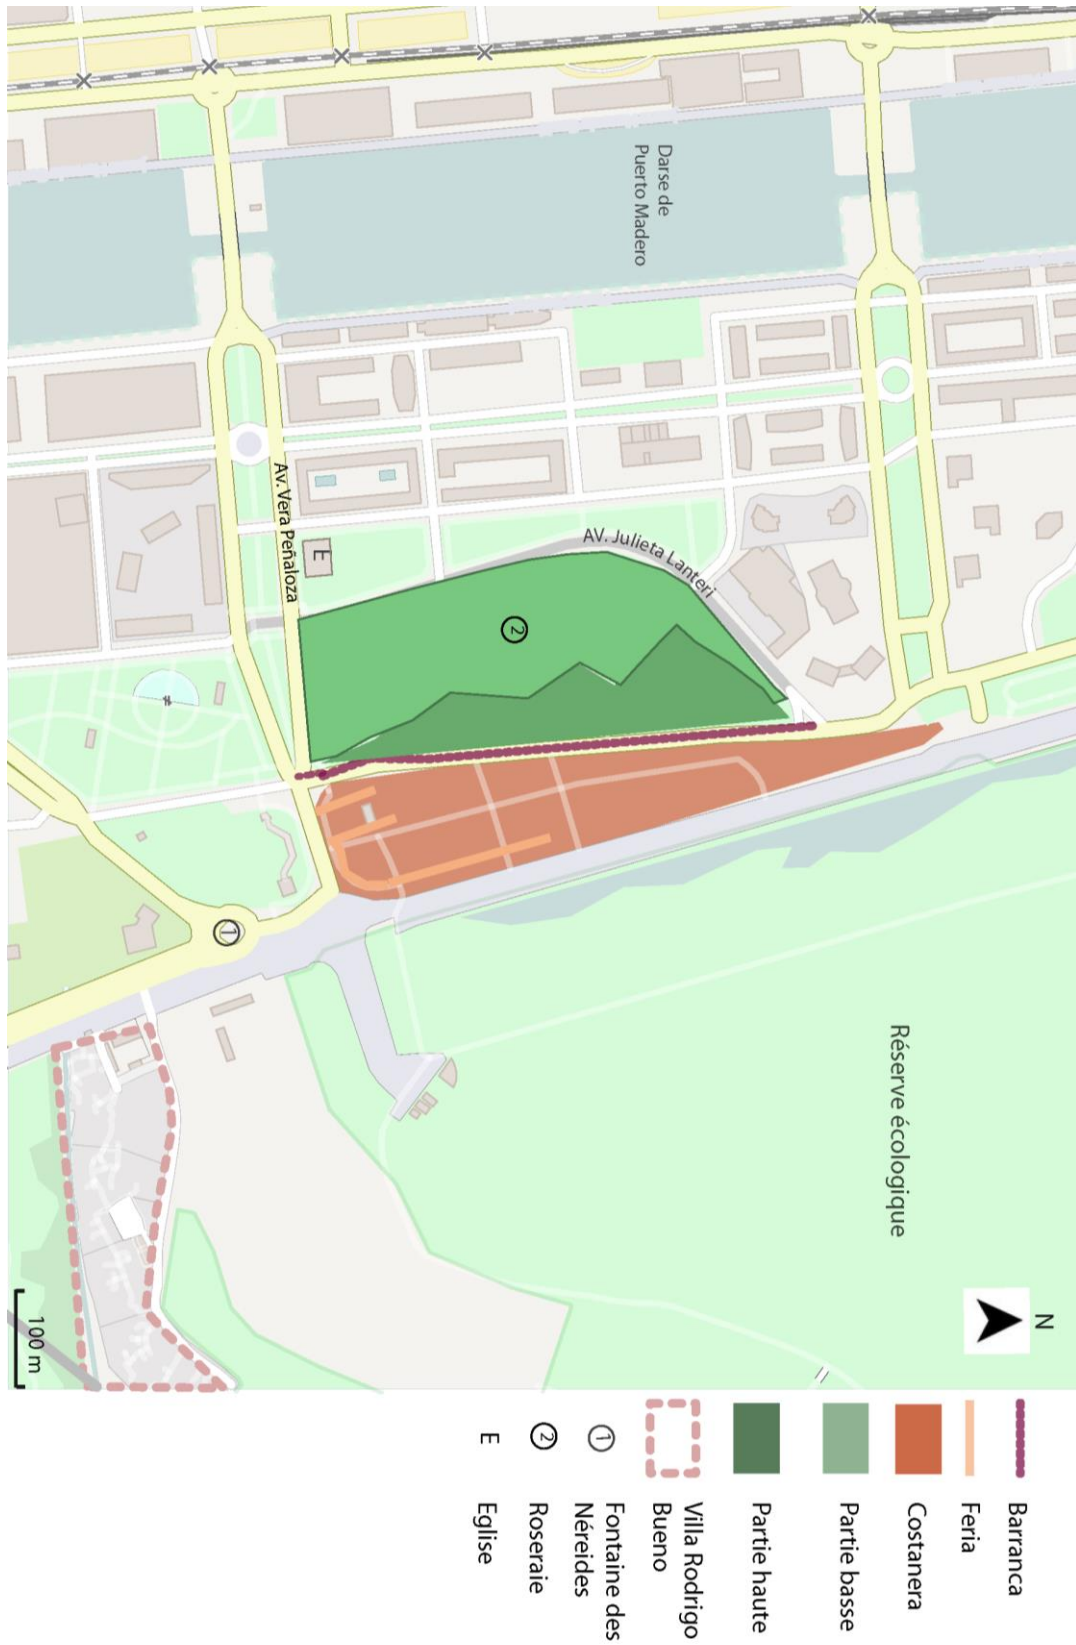 Darse de
Puerto Madero
Av. Vera Peñaloza
AV. Julieta Lanteri
E
2
1
Réserve écologique
N
100 m
Barranca
Feria
Costanera
Partie basse
Partie haute
Villa Rodrigo
Bueno
1 Fontaine des
Néreides
2 Roseraie
E Eglise